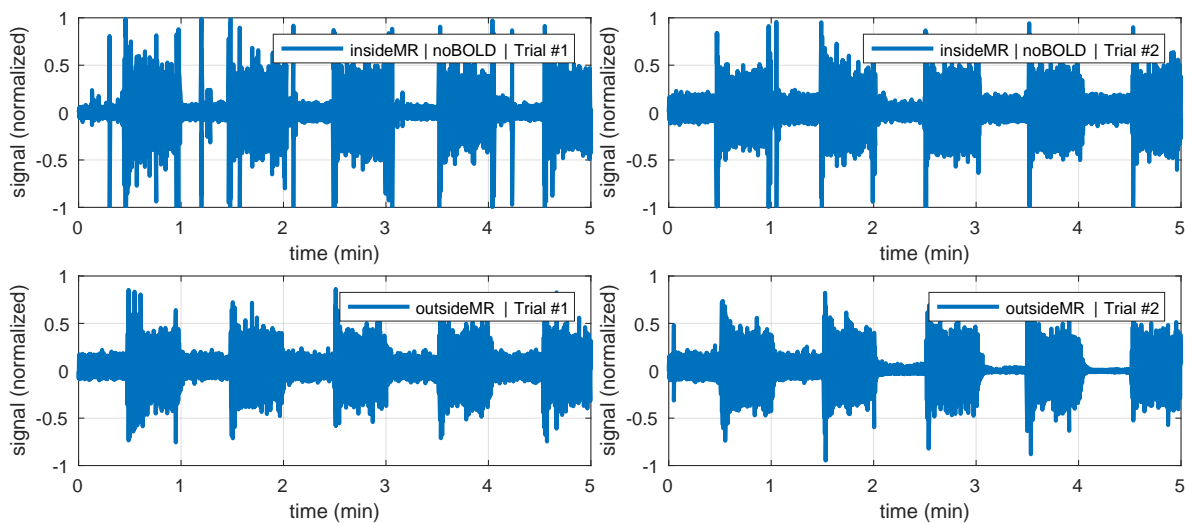 signal (normalized)
1
0.5
0
-0.5
-1
insideMR | noBOLD | Trial #1
0 1 2 3 4 5
time (min)
signal (normalized)
1
0.5
0
-0.5
-1
insideMR | noBOLD | Trial #2
0 1 2 3 4 5
time (min)
signal (normalized)
1
0.5
0
-0.5
-1
outsideMR | Trial #1
0 1 2 3 4 5
time (min)
signal (normalized)
1
0.5
0
-0.5
-1
outsideMR | Trial #2
0 1 2 3 4 5
time (min)